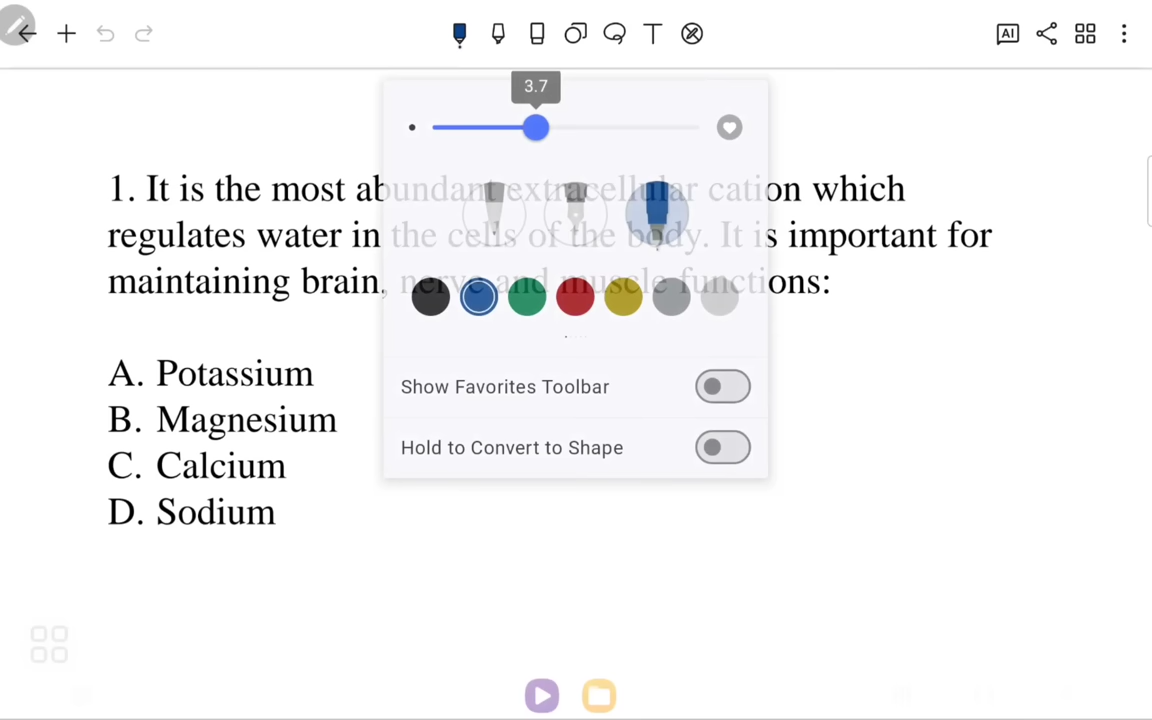 AI
3.7
1. It is the most abundant extracellular cation which
regulates water in the cells of the body. It is important for
maintaining brain, nerve and muscle functions:
A. Potassium
B. Magnesium
C. Calcium
D. Sodium
Show Favorites Toolbar
Hold to Convert to Shape